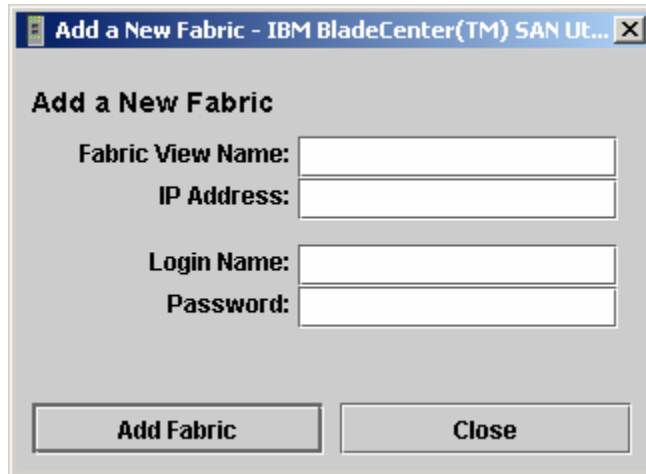 Add a New Fabric - IBM BladeCenter(TM) SAN Ut...
Add a New Fabric
Fabric View Name:
IP Address:
Login Name:
Password:
Add Fabric Close